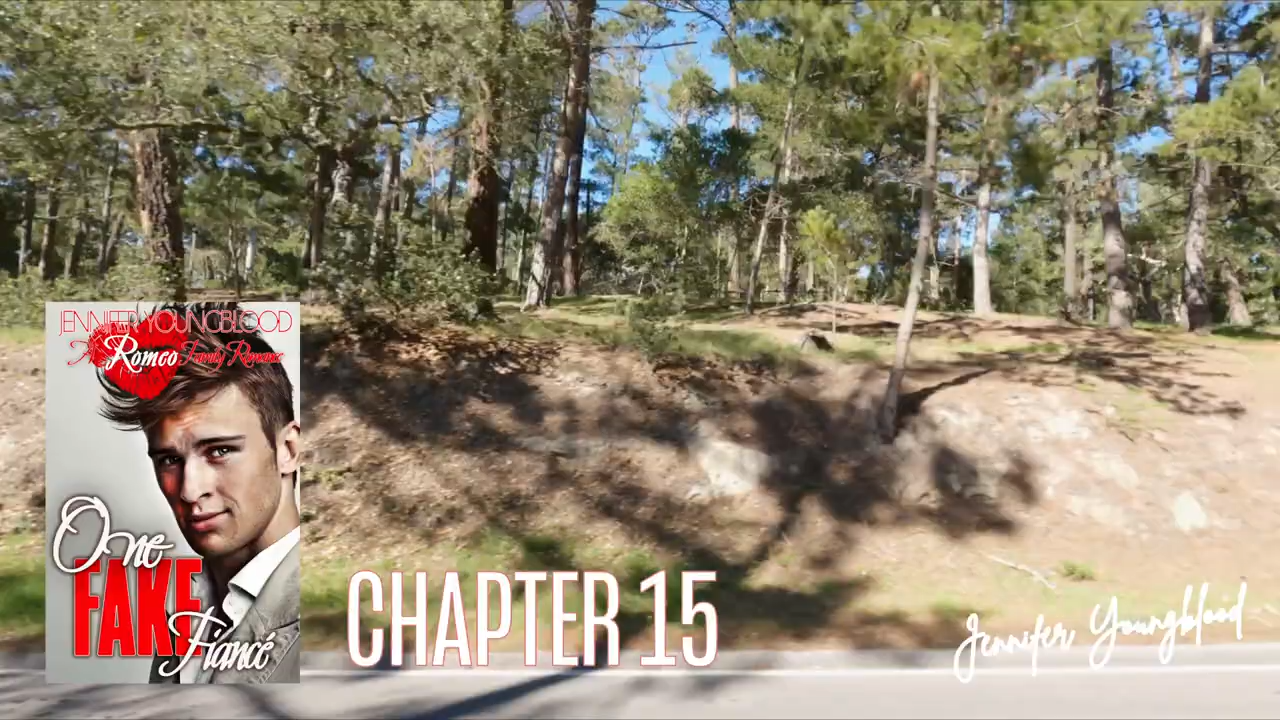 JENNIFER YOUNGBLOOD
A Romeo Family Romance
One
FAKE
Fiancé
CHAPTER 15
Jennifer Youngblood